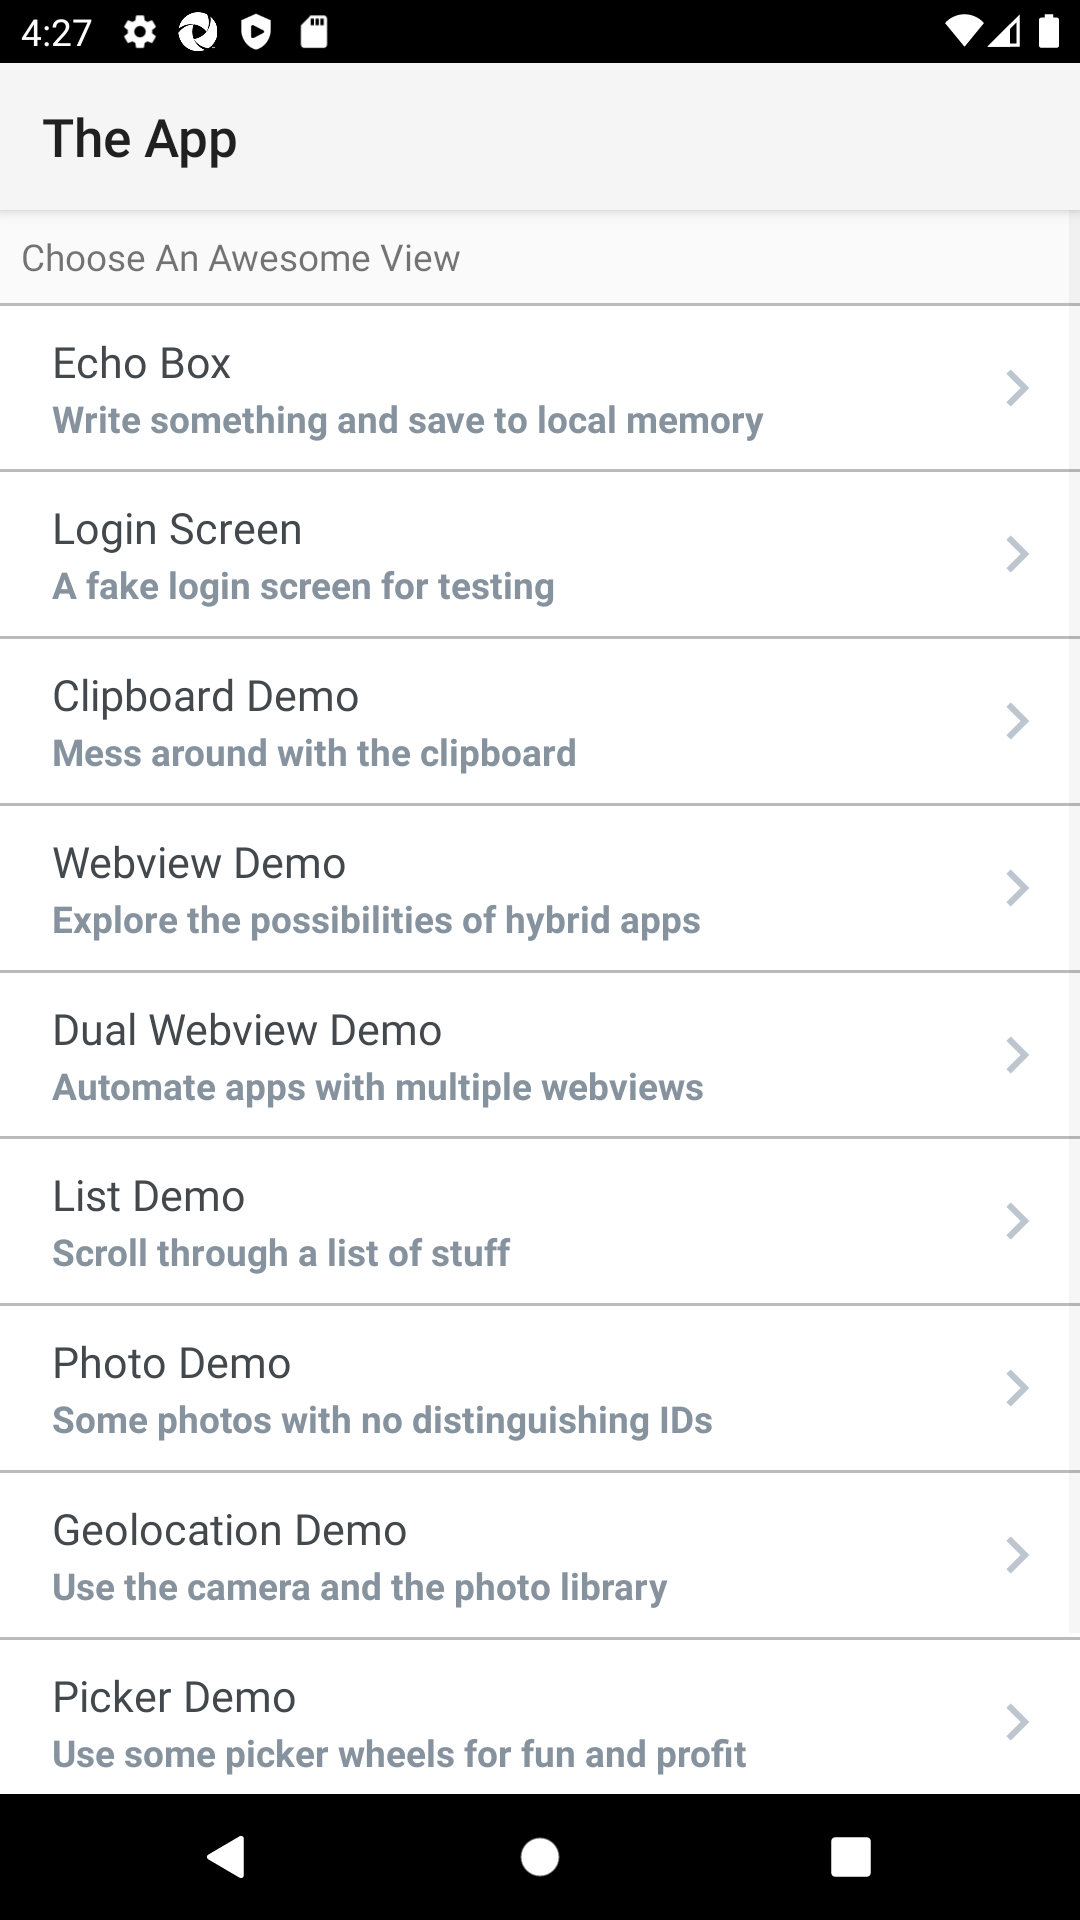 4:27
The App
Choose An Awesome View
Echo Box
Write something and save to local memory
Login Screen
A fake login screen for testing
Clipboard Demo
Mess around with the clipboard
Webview Demo
Explore the possibilities of hybrid apps
Dual Webview Demo
Automate apps with multiple webviews
List Demo
Scroll through a list of stuff
Photo Demo
Some photos with no distinguishing IDs
Geolocation Demo
Use the camera and the photo library
Picker Demo
Use some picker wheels for fun and profit